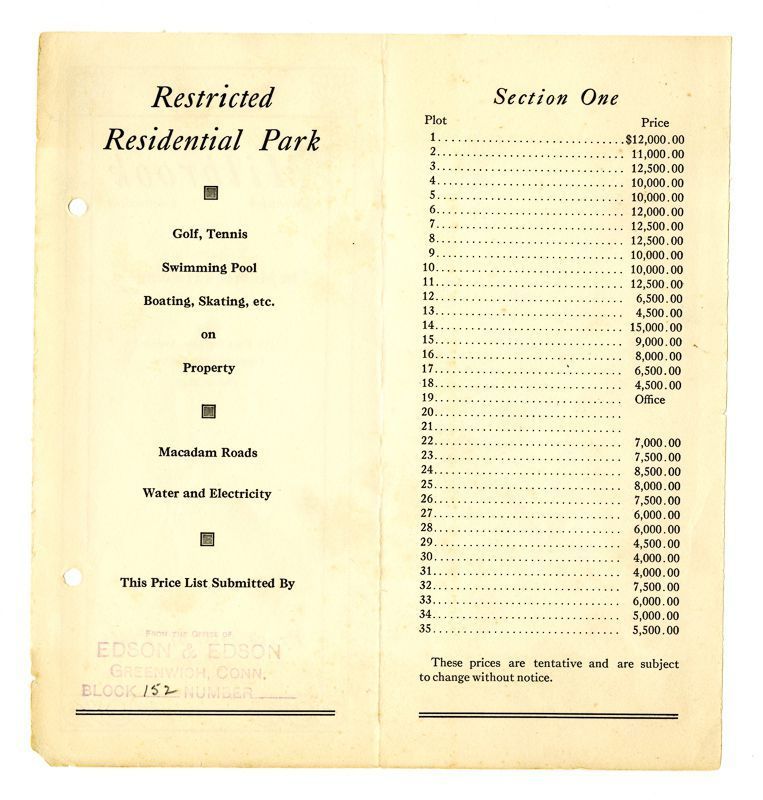 Restricted
Residential Park
Golf, Tennis
Swimming Pool
Boating, Skating, etc.
on
Property
Macadam Roads
Water and Electricity
This Price List Submitted By
FROM THE OFFICE OF
EDSON & EDSON
GREENWICH, CONN.
BLOCK 152 NUMBER
Section One
Plot Price
1 $12,000.00
2 11,000.00
3 12,500.00
4 10,000.00
5 10,000.00
6 12,000.00
7 12,500.00
8 12,500.00
9 10,000.00
10 10,000.00
11 12,500.00
12 6,500.00
13 4,500.00
14 15,000.00
15 9,000.00
16 8,000.00
17 6,500.00
18 4,500.00
19 Office
20
21
22 7,000.00
23 7,500.00
24 8,500.00
25 8,000.00
26 7,500.00
27 6,000.00
28 6,000.00
29 4,500.00
30 4,000.00
31 4,000.00
32 7,500.00
33 6,000.00
34 5,000.00
35 5,500.00
These prices are tentative and are subject
to change without notice.